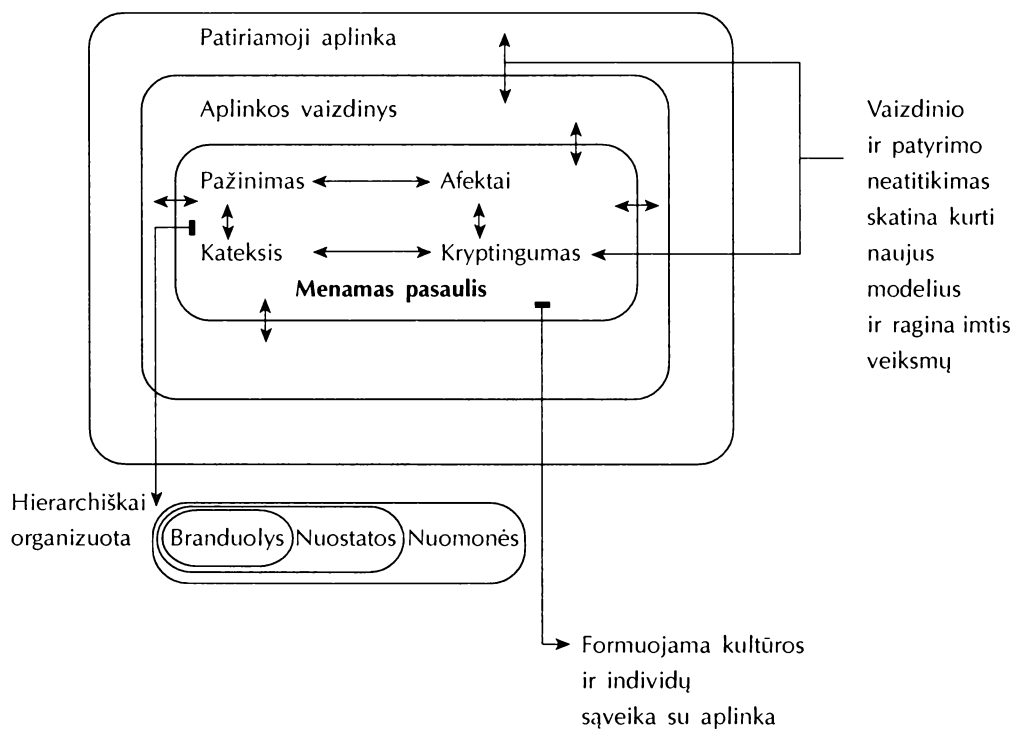 Patiriamoji aplinka
Aplinkos vaizdinys
Pažinimas
Afektai
Kateksis
Kryptingumas
Menamas pasaulis
Vaizdinio
ir patyrimo
neatitikimas
skatina kurti
naujus
modelius
ir ragina imtis
veiksmų
Hierarchiškai
organizuota
Branduolys
Nuostatos
Nuomonės
Formuojama kultūros
ir individų
sąveika su aplinka